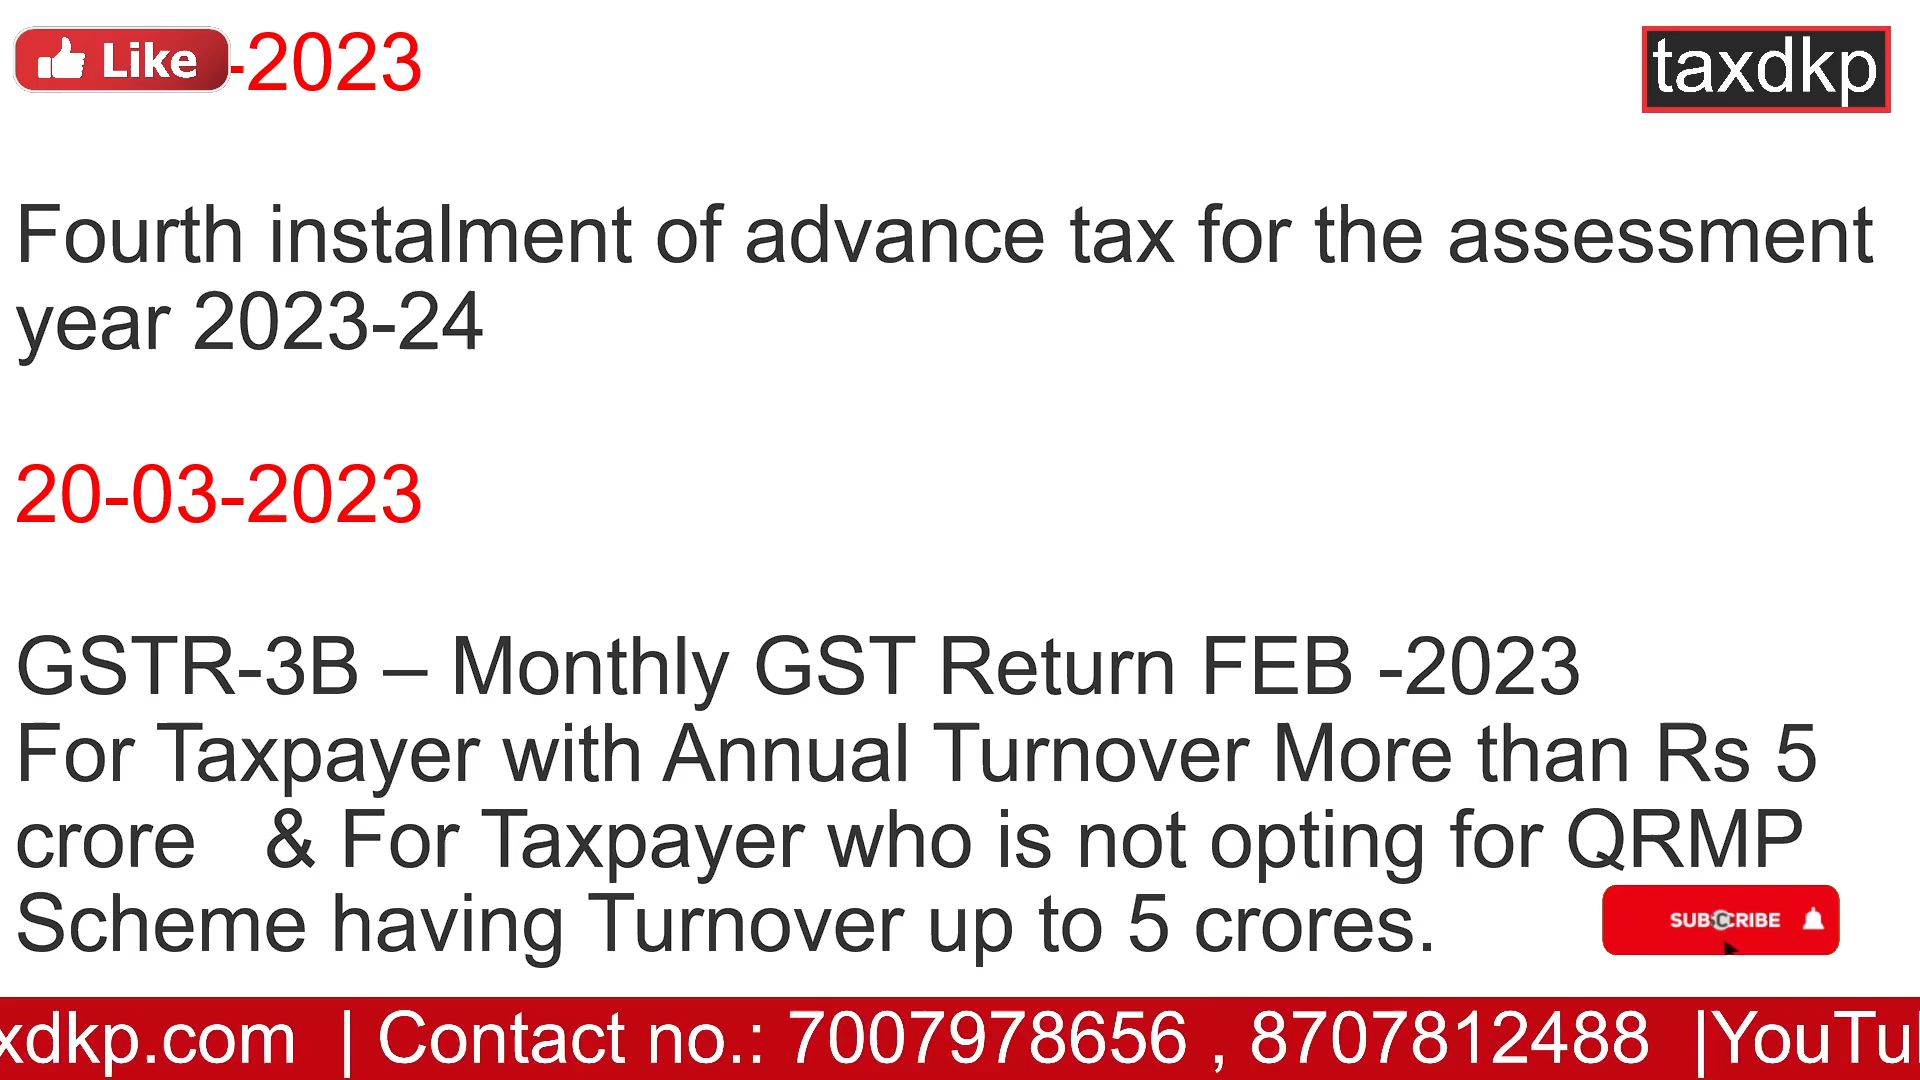 Like -2023
taxdkp
Fourth instalment of advance tax for the assessment
year 2023-24
20-03-2023
GSTR-3B – Monthly GST Return FEB -2023
For Taxpayer with Annual Turnover More than Rs 5
crore & For Taxpayer who is not opting for QRMP
Scheme having Turnover up to 5 crores.
SUBSCRIBE
xdkp.com | Contact no.: 7007978656 , 8707812488 |YouTu